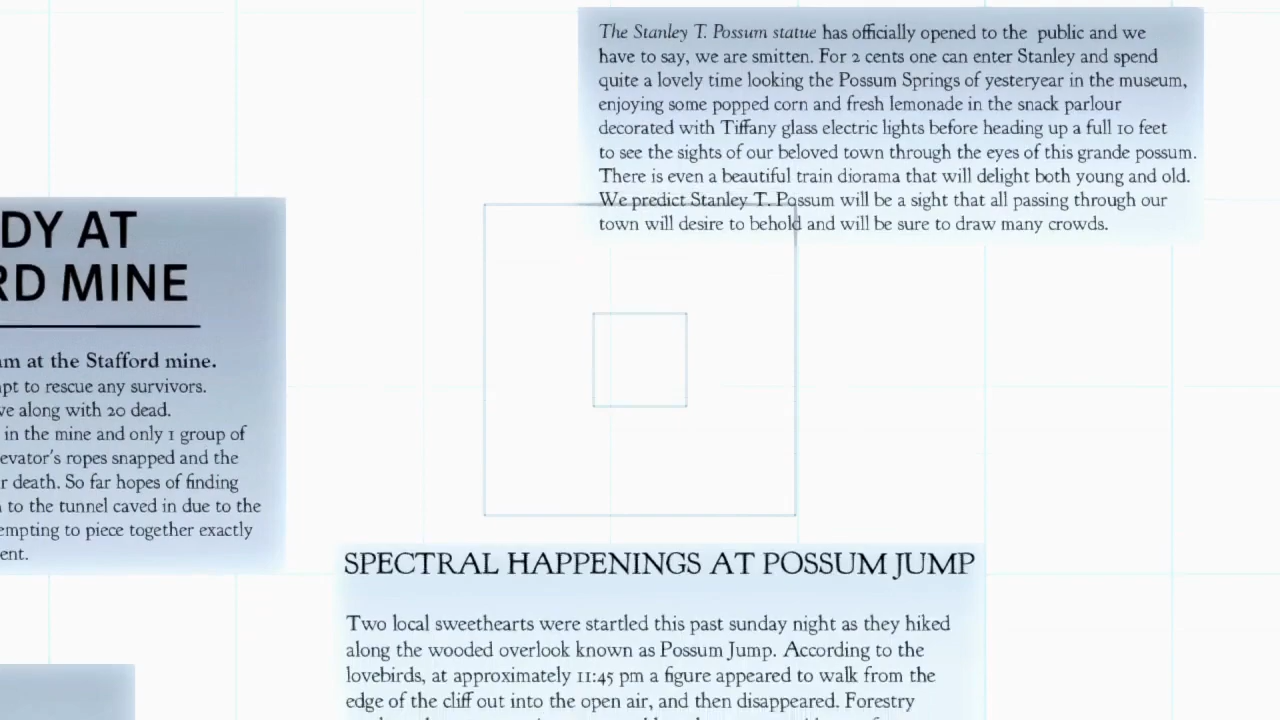 The Stanley T. Possum statue has officially opened to the public and we
have to say, we are smitten. For 2 cents one can enter Stanley and spend
quite a lovely time looking the Possum Springs of yesteryear in the museum,
enjoying some popped corn and fresh lemonade in the snack parlour
decorated with Tiffany glass electric lights before heading up a full 10 feet
to see the sights of our beloved town through the eyes of this grande possum.
There is even a beautiful train diorama that will delight both young and old.
We predict Stanley T. Possum will be a sight that all passing through our
town will desire to behold and will be sure to draw many crowds.
DY AT
RD MINE
am at the Stafford mine.
pt to rescue any survivors.
ve along with 20 dead.
in the mine and only 1 group of
evator's ropes snapped and the
r death. So far hopes of finding
to the tunnel caved in due to the
empting to piece together exactly
ent.
SPECTRAL HAPPENINGS AT POSSUM JUMP
Two local sweethearts were startled this past sunday night as they hiked
along the wooded overlook known as Possum Jump. According to the
lovebirds, at approximately 11:45 pm a figure appeared to walk from the
edge of the cliff out into the open air, and then disappeared. Forestry